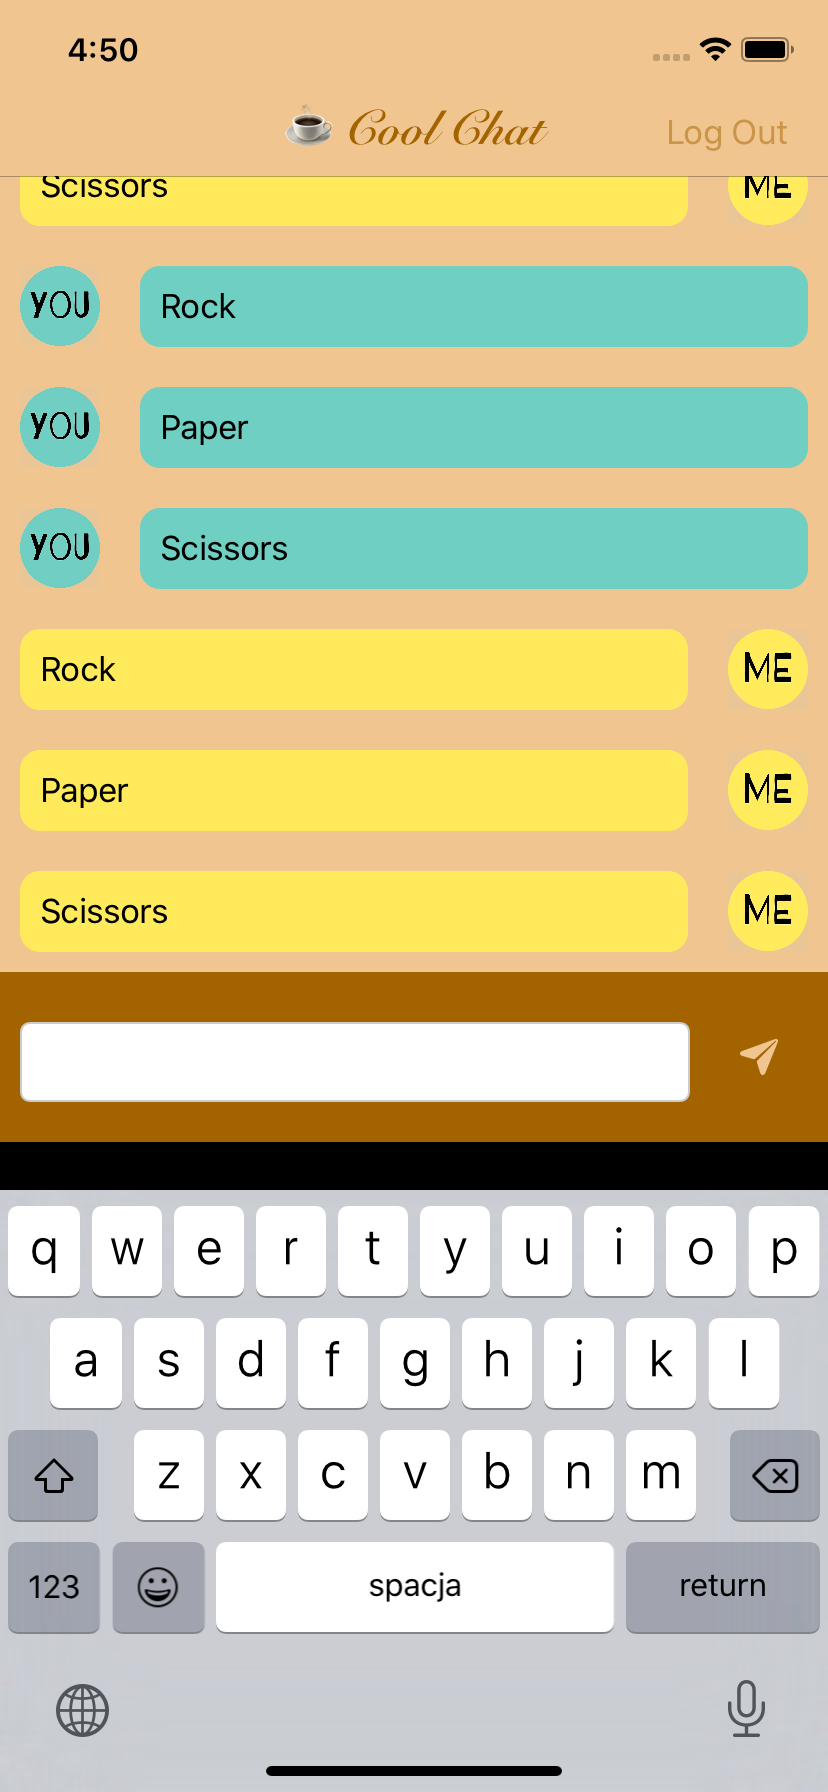 4:50
Cool Chat
Log Out
Scissors
ME
YOU
Rock
YOU
Paper
YOU
Scissors
Rock
ME
Paper
ME
Scissors
ME
q w e r t y u i o p
a s d f g h j k l
z x c v b n m
123
spacja
return